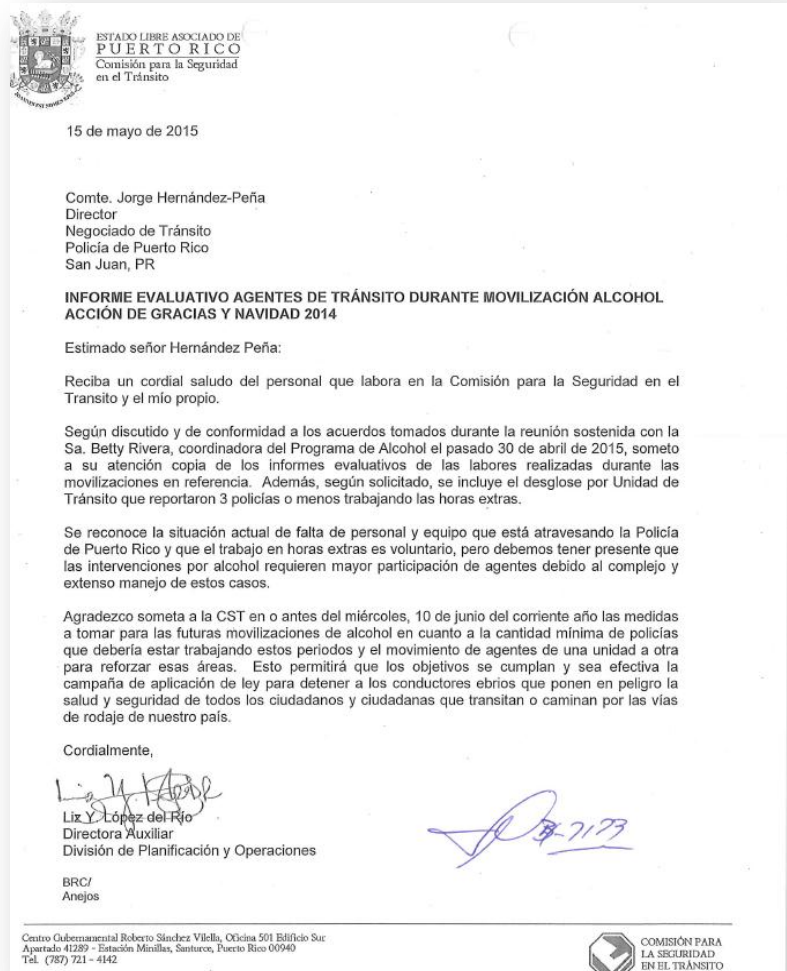 ESTADO LIBRE ASOCIADO DE
PUERTO RICO
Comisión para la Seguridad
en el Tránsito
15 de mayo de 2015
Comte. Jorge Hernández-Peña
Director
Negociado de Tránsito
Policía de Puerto Rico
San Juan, PR
INFORME EVALUATIVO AGENTES DE TRÁNSITO DURANTE MOVILIZACIÓN ALCOHOL
ACCIÓN DE GRACIAS Y NAVIDAD 2014
Estimado señor Hernández Peña:
Reciba un cordial saludo del personal que labora en la Comisión para la Seguridad en el
Transito y el mío propio.
Según discutido y de conformidad a los acuerdos tomados durante la reunión sostenida con la
Sa. Betty Rivera, coordinadora del Programa de Alcohol el pasado 30 de abril de 2015, someto
a su atención copia de los informes evaluativos de las labores realizadas durante las
movilizaciones en referencia. Además, según solicitado, se incluye el desglose por Unidad de
Tránsito que reportaron 3 policías o menos trabajando las horas extras.
Se reconoce la situación actual de falta de personal y equipo que está atravesando la Policía
de Puerto Rico y que el trabajo en horas extras es voluntario, pero debemos tener presente que
las intervenciones por alcohol requieren mayor participación de agentes debido al complejo y
extenso manejo de estos casos.
Agradezco someta a la CST en o antes del miércoles, 10 de junio del corriente año las medidas
a tomar para las futuras movilizaciones de alcohol en cuanto a la cantidad mínima de policías
que debería estar trabajando estos periodos y el movimiento de agentes de una unidad a otra
para reforzar esas áreas. Esto permitirá que los objetivos se cumplan y sea efectiva la
campaña de aplicación de ley para detener a los conductores ebrios que ponen en peligro la
salud y seguridad de todos los ciudadanos y ciudadanas que transitan o caminan por las vías
de rodaje de nuestro país.
Cordialmente,
Liz Y. López del Río
Directora Auxiliar
División de Planificación y Operaciones
7173
BRC/
Anejos
Centro Gubernamental Roberto Sánchez Vilella, Oficina 501 Edificio Sur
Apartado 41289 - Estación Minillas, Santurce, Puerto Rico 00940
Tel. (787) 721 - 4142
COMISIÓN PARA
LA SEGURIDAD
EN EL TRÁNSITO